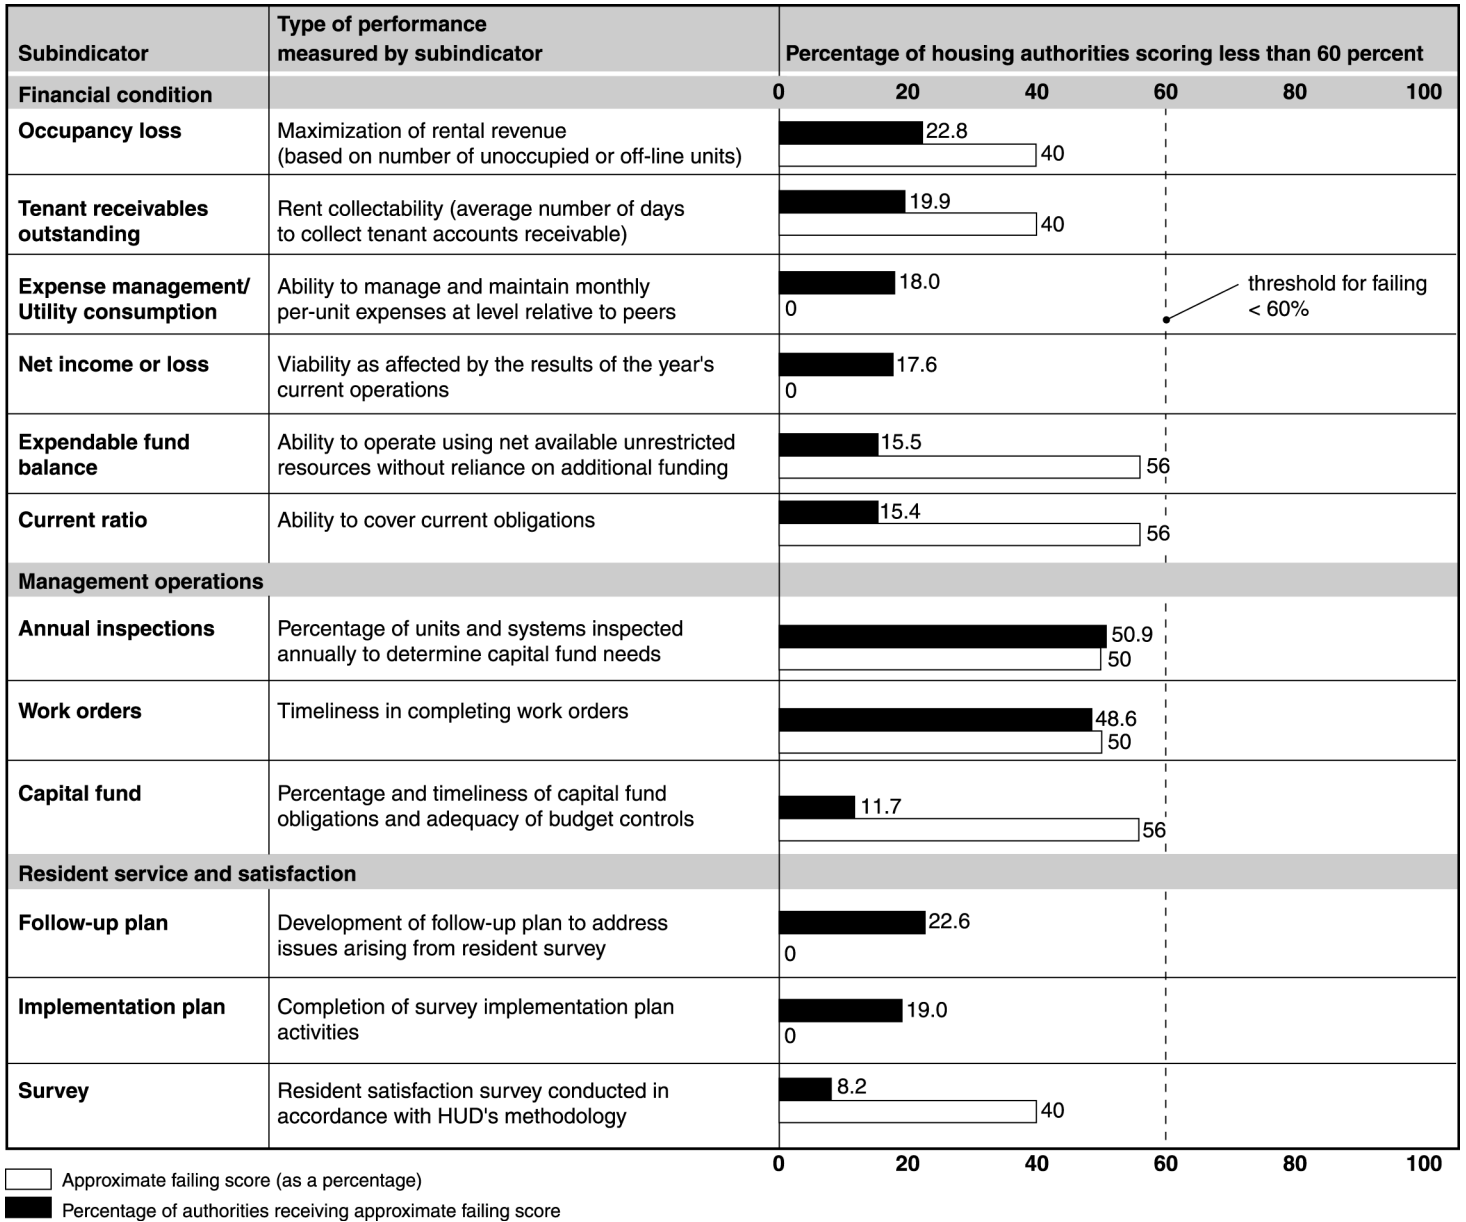 Subindicator
Type of performance
measured by subindicator
Percentage of housing authorities scoring less than 60 percent
Financial condition
0 20 40 60 80 100
Occupancy loss
Maximization of rental revenue
(based on number of unoccupied or off-line units)
22.8
40
Tenant receivables
outstanding
Rent collectability (average number of days
to collect tenant accounts receivable)
19.9
40
Expense management/
Utility consumption
Ability to manage and maintain monthly
per-unit expenses at level relative to peers
18.0
0
threshold for failing
< 60%
Net income or loss
Viability as affected by the results of the year's
current operations
17.6
0
Expendable fund
balance
Ability to operate using net available unrestricted
resources without reliance on additional funding
15.5
56
Current ratio
Ability to cover current obligations
15.4
56
Management operations
Annual inspections
Percentage of units and systems inspected
annually to determine capital fund needs
50.9
50
Work orders
Timeliness in completing work orders
48.6
50
Capital fund
Percentage and timeliness of capital fund
obligations and adequacy of budget controls
11.7
56
Resident service and satisfaction
Follow-up plan
Development of follow-up plan to address
issues arising from resident survey
22.6
0
Implementation plan
Completion of survey implementation plan
activities
19.0
0
Survey
Resident satisfaction survey conducted in
accordance with HUD's methodology
8.2
40
0 20 40 60 80 100
Approximate failing score (as a percentage)
Percentage of authorities receiving approximate failing score